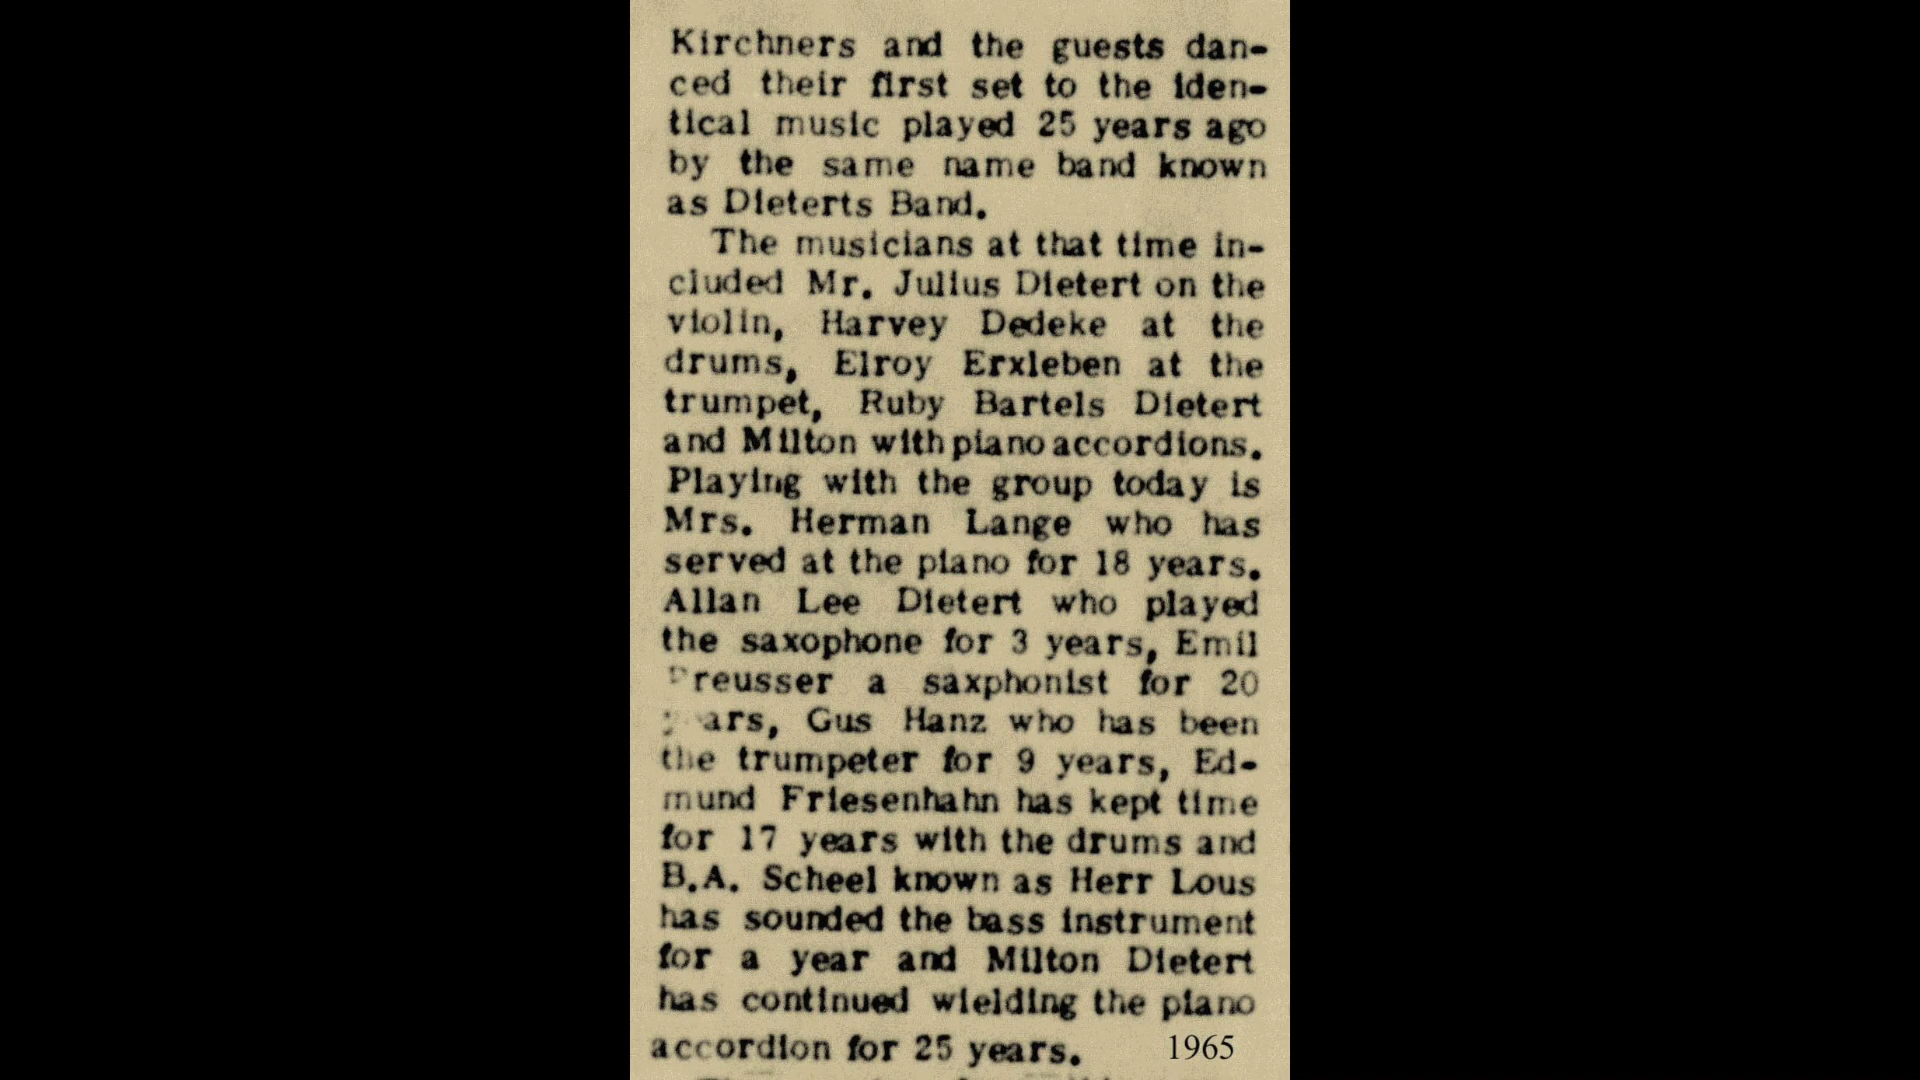 Kirchners and the guests dan-
ced their first set to the iden-
tical music played 25 years ago
by the same name band known
as Dieterts Band.
The musicians at that time in-
cluded Mr. Julius Dietert on the
violin, Harvey Dedeke at the
drums, Elroy Erxleben at the
trumpet, Ruby Bartels Dietert
and Milton with piano accordions.
Playing with the group today is
Mrs. Herman Lange who has
served at the piano for 18 years.
Allan Lee Dietert who played
the saxophone for 3 years, Emil
Preusser a saxphonist for 20
years, Gus Hanz who has been
the trumpeter for 9 years, Ed-
mund Friesenhahn has kept time
for 17 years with the drums and
B.A. Scheel known as Herr Lous
has sounded the bass instrument
for a year and Milton Dietert
has continued wielding the piano
accordion for 25 years. 1965